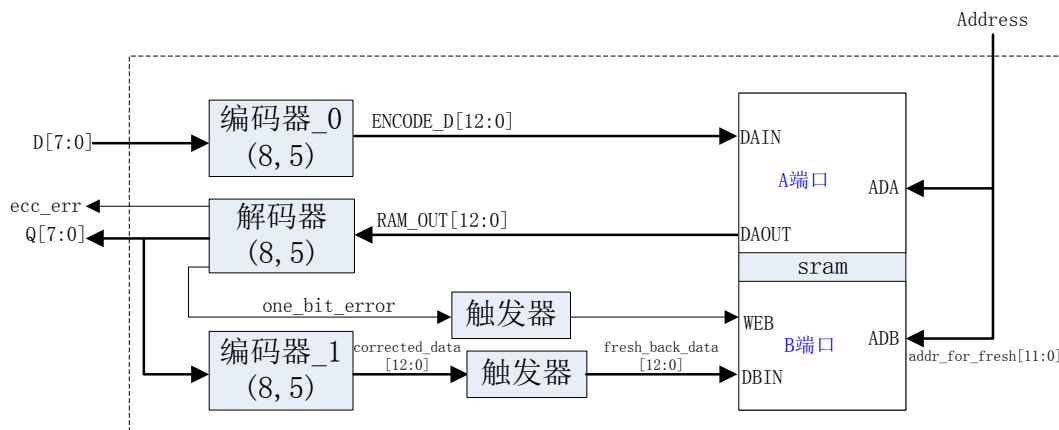 Address
编码器_0
(8,5)
D[7:0]
ENCODE_D[12:0]
DAIN
A端口
ADA
ecc_err
Q[7:0]
解码器
(8,5)
RAM_OUT[12:0]
DAOUT
sram
one_bit_error
触发器
WEB
B端口
ADB
addr_for_fresh[11:0]
编码器_1
(8,5)
corrected_data
[12:0]
触发器
fresh_back_data
[12:0]
DBIN